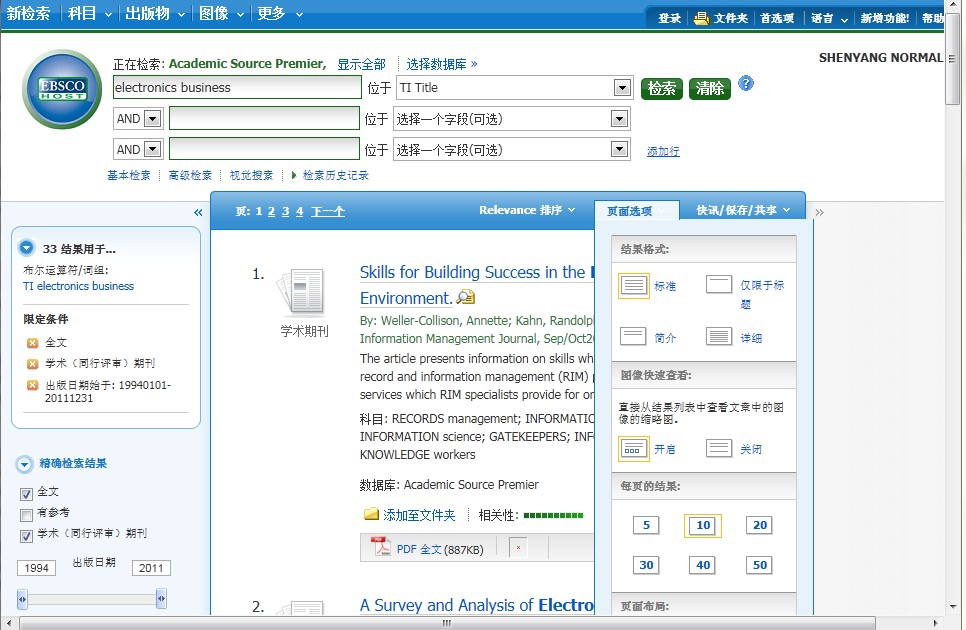 新检索 科目 出版物 图像 更多
登录 文件夹 首选项 语言 新增功能! 帮助
SHENYANG NORMAL
EBSCO
HOST
正在检索: Academic Source Premier, 显示全部 选择数据库 »
electronics business 位于 TI Title 检索 清除 ?
AND 位于 选择一个字段(可选)
AND 位于 选择一个字段(可选) 添加行
基本检索 高级检索 视觉搜索 检索历史记录
« 页: 1 2 3 4 下一个 Relevance 排序 页面选项 快讯/保存/共享 »
33 结果用于...
布尔运算符/词组:
TI electronics business
限定条件
全文
学术（同行评审）期刊
出版日期始于: 19940101-
20111231
精确检索结果
全文
有参考
学术（同行评审）期刊
1994 出版日期 2011
1.
学术期刊
Skills for Building Success in the
Environment.
By: Weller-Collison, Annette; Kahn, Randolp
Information Management Journal, Sep/Oct2
The article presents information on skills wh
record and information management (RIM) p
services which RIM specialists provide for or
科目: RECORDS management; INFORMATIO
INFORMATION science; GATEKEEPERS; INF
KNOWLEDGE workers
数据库: Academic Source Premier
添加至文件夹 相关性:
PDF 全文 (887KB)
2.
A Survey and Analysis of Electro
结果格式:
标准 仅限于标
题
简介 详细
图像快速查看:
直接从结果列表中查看文章中的图
像的缩略图。
开启 关闭
每页的结果:
5 10 20
30 40 50
页面布局: